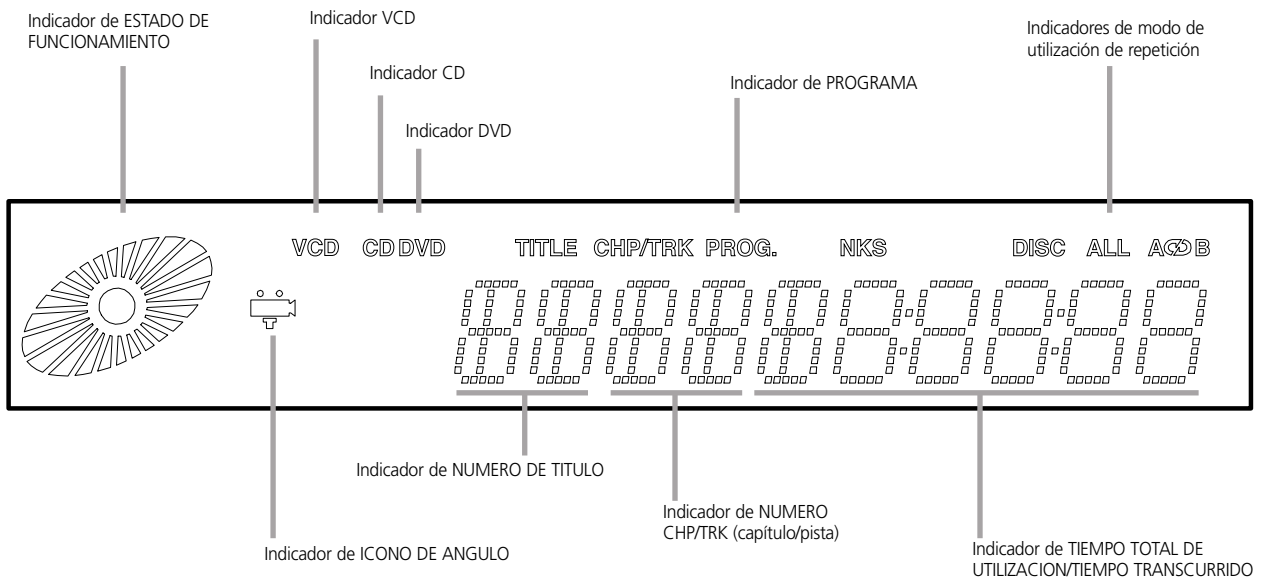 Indicador de ESTADO DE
FUNCIONAMIENTO
Indicador VCD
Indicador CD
Indicador DVD
Indicador de PROGRAMA
Indicadores de modo de
utilización de repetición
VCD CD DVD TITLE CHP/TRK PROG. NKS DISC ALL A B
Indicador de NUMERO DE TITULO
Indicador de NUMERO
CHP/TRK (capítulo/pista)
Indicador de ICONO DE ANGULO
Indicador de TIEMPO TOTAL DE
UTILIZACION/TIEMPO TRANSCURRIDO